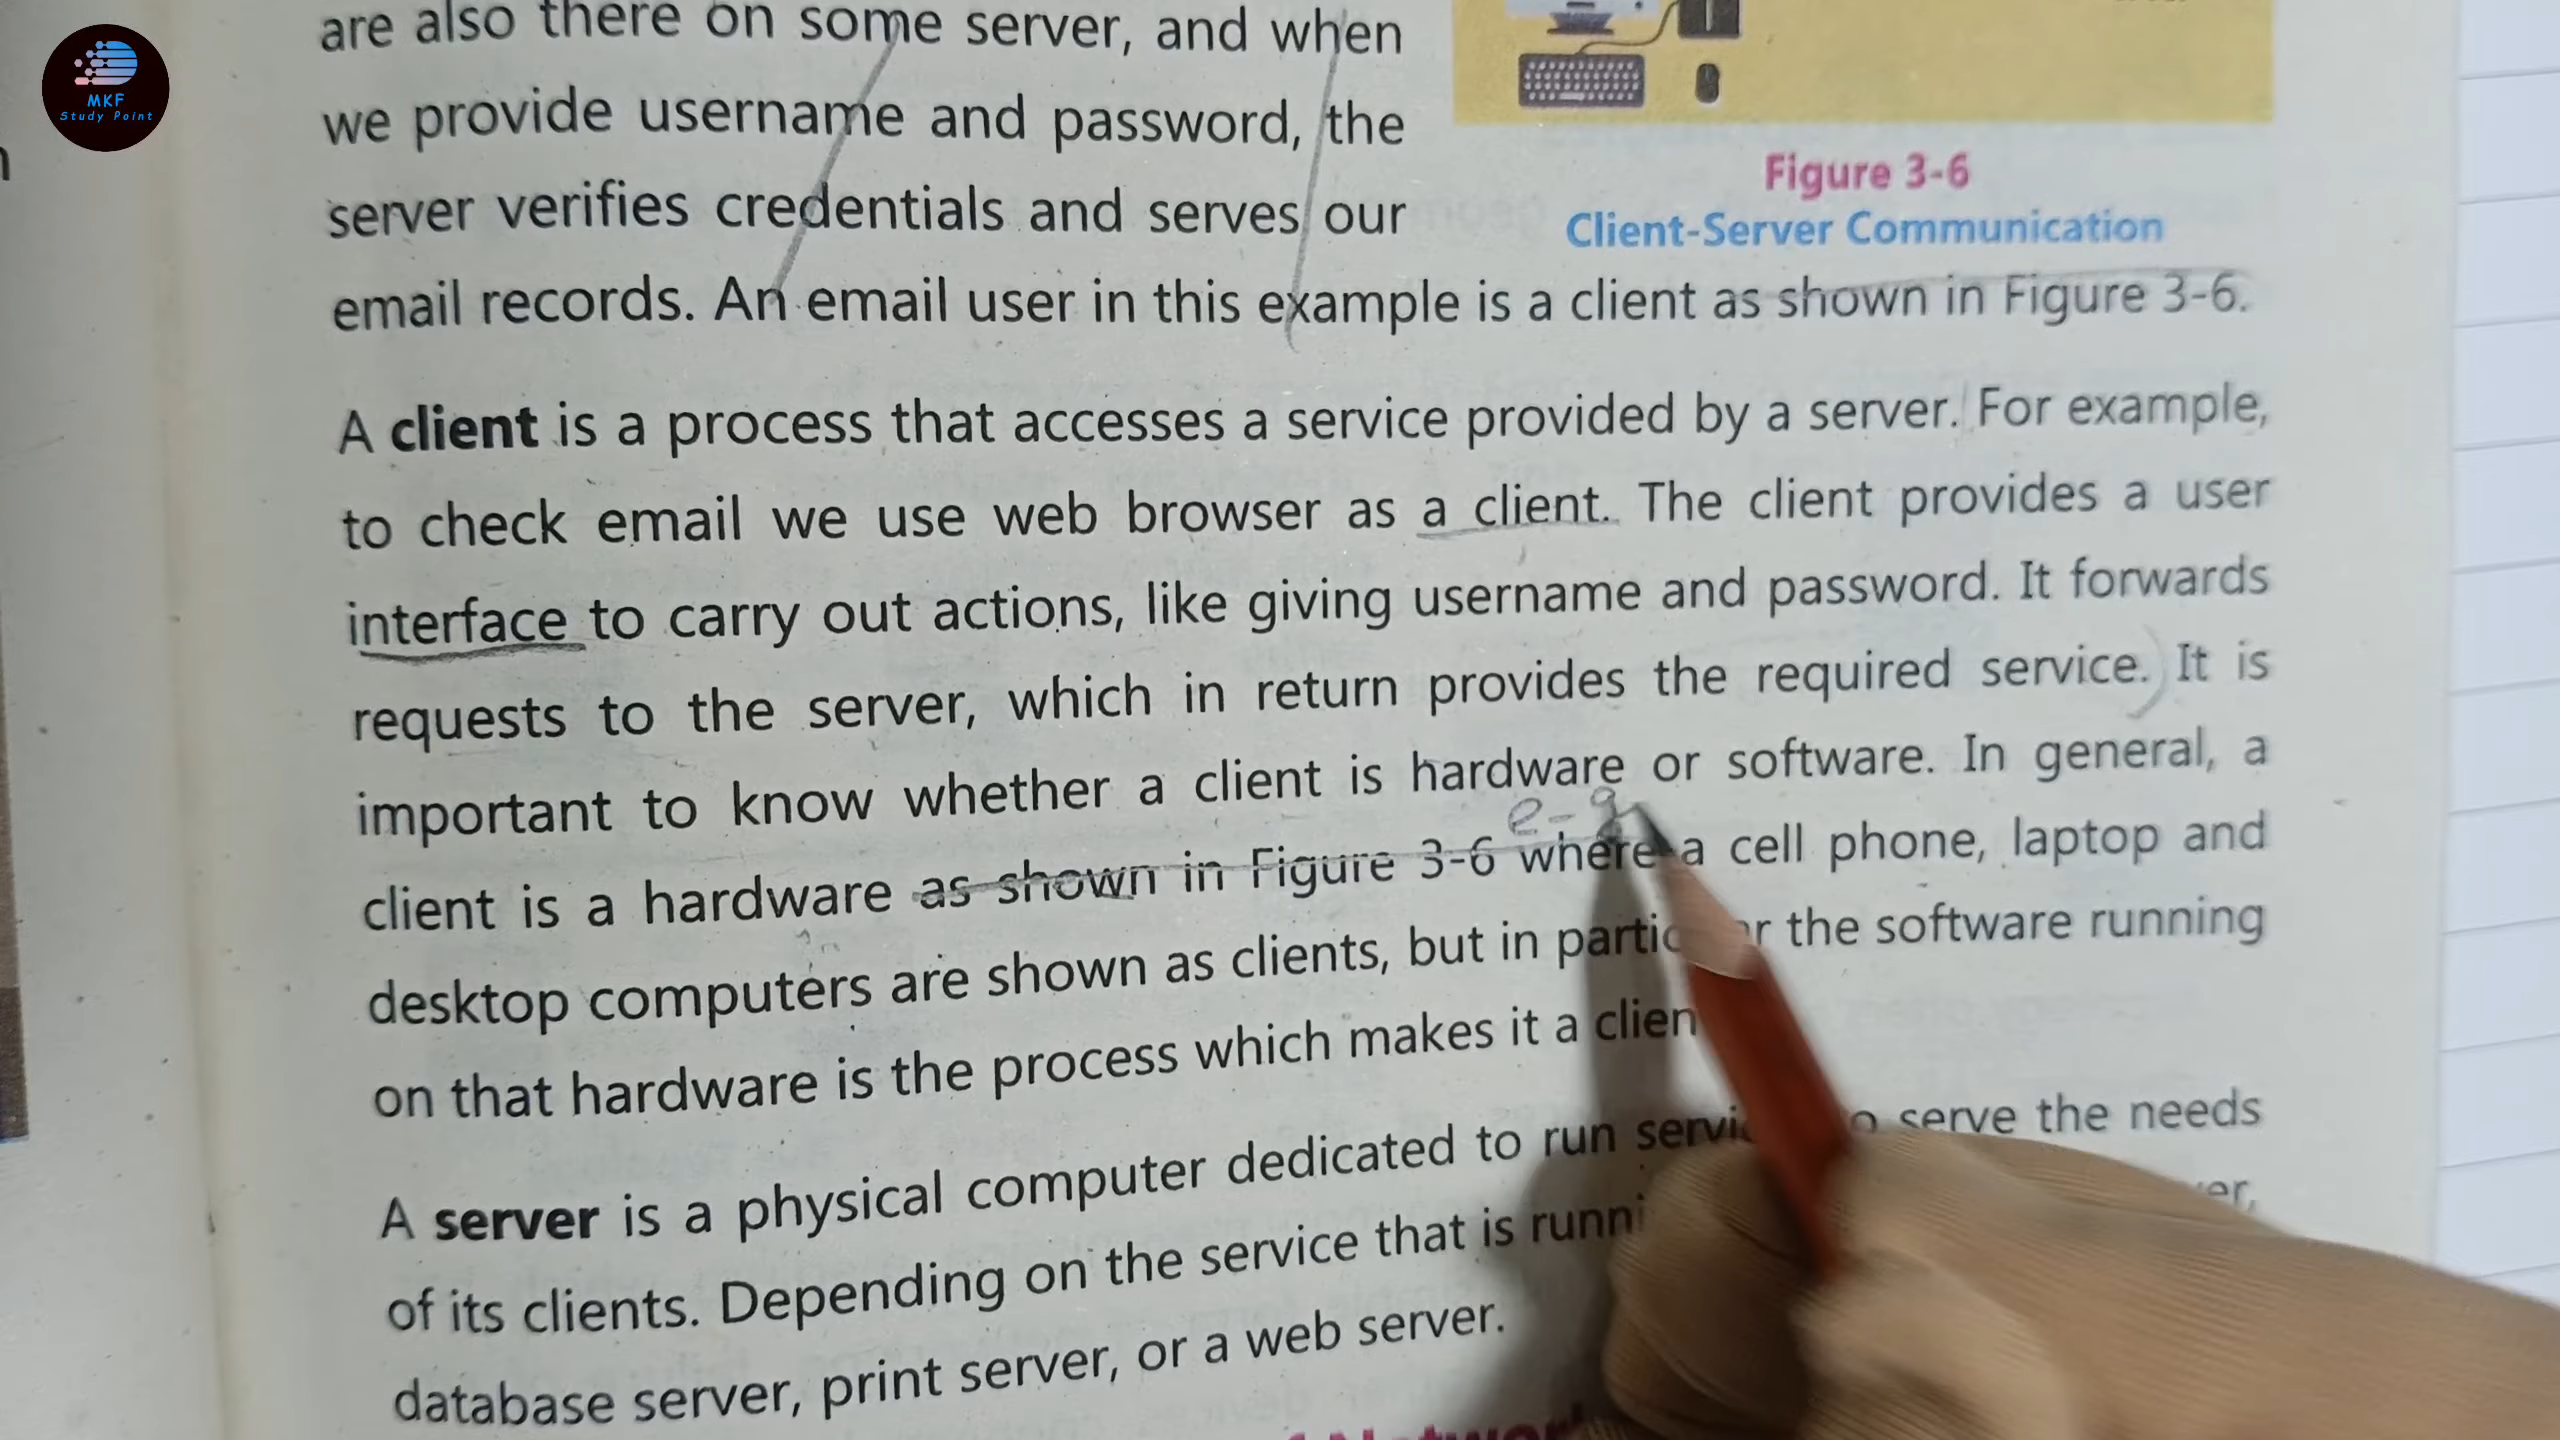 MKF
Study Point
are also there on some server, and when
we provide username and password, the
server verifies credentials and serves our
email records. An email user in this example is a client as shown in Figure 3-6.
Figure 3-6
Client-Server Communication
A client is a process that accesses a service provided by a server. For example,
to check email we use web browser as a client. The client provides a user
interface to carry out actions, like giving username and password. It forwards
requests to the server, which in return provides the required service. It is
important to know whether a client is hardware or software. In general, a
e-g
client is a hardware as shown in Figure 3-6 where a cell phone, laptop and
desktop computers are shown as clients, but in the software running
on that hardware is the process which makes it a
A server is a physical computer dedicated to run serve the needs
of its clients. Depending on the service that is
database server, print server, or a web server.